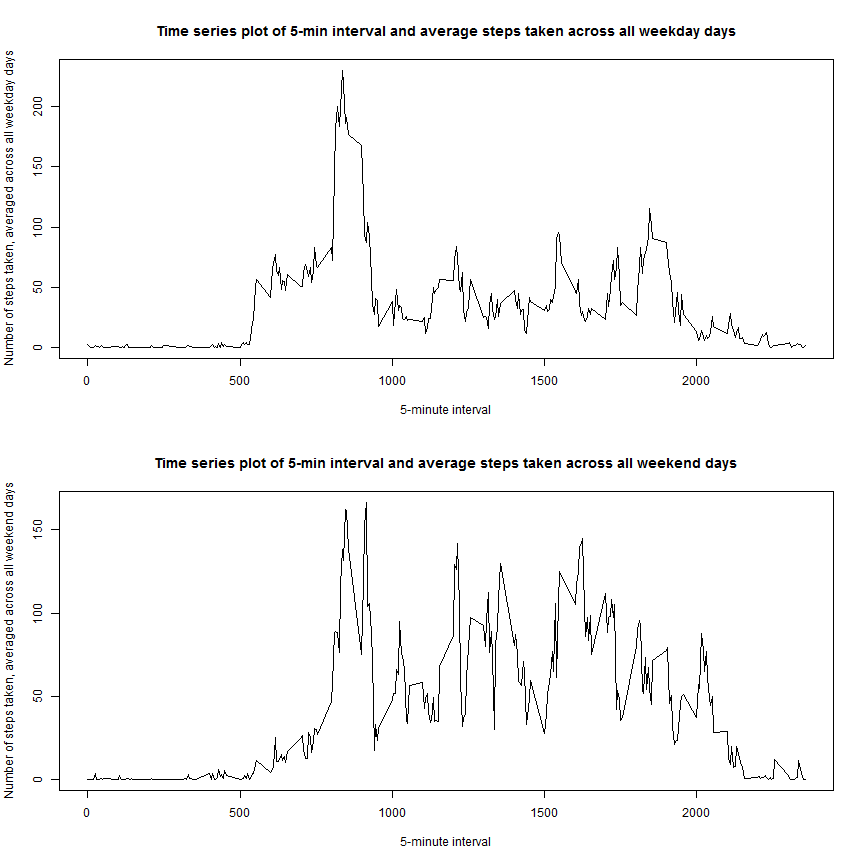 Time series plot of 5-min interval and average steps taken across all weekday days
Number of steps taken, averaged across all weekday days
200
150
100
50
0
0 500 1000 1500 2000
5-minute interval
Time series plot of 5-min interval and average steps taken across all weekend days
Number of steps taken, averaged across all weekend days
150
100
50
0
0 500 1000 1500 2000
5-minute interval